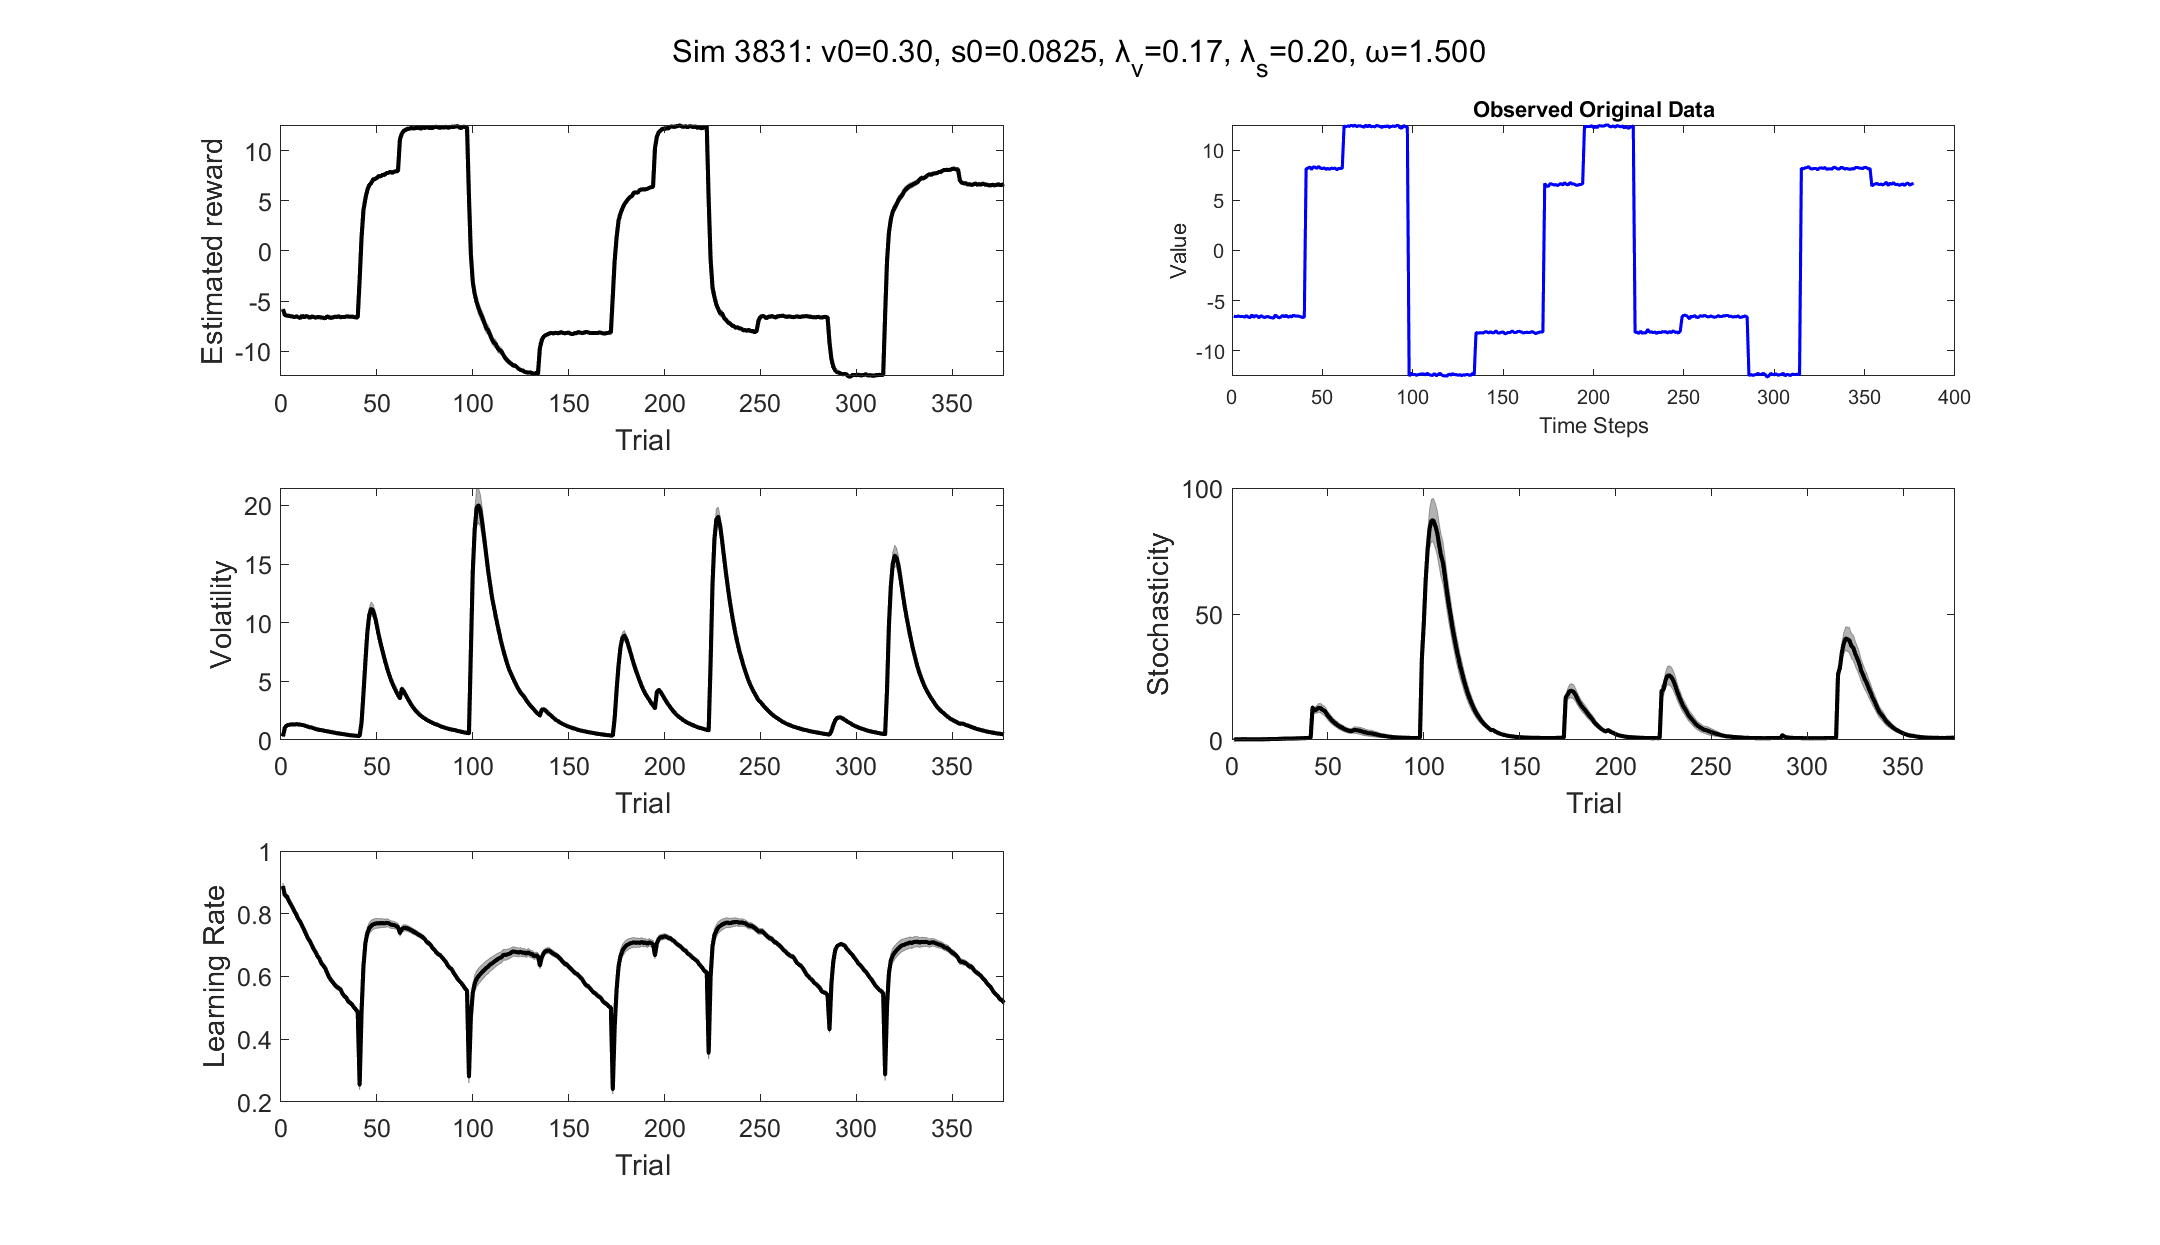 Sim 3831: v0=0.30, s0=0.0825, λv=0.17, λs=0.20, ω=1.500
Estimated reward
10
5
0
-5
-10
0 50 100 150 200 250 300 350
Trial
Observed Original Data
Value
10
5
0
-5
-10
0 50 100 150 200 250 300 350 400
Time Steps
Volatility
20
15
10
5
0
0 50 100 150 200 250 300 350
Trial
Stochasticity
100
50
0
0 50 100 150 200 250 300 350
Trial
Learning Rate
1
0.8
0.6
0.4
0.2
0 50 100 150 200 250 300 350
Trial